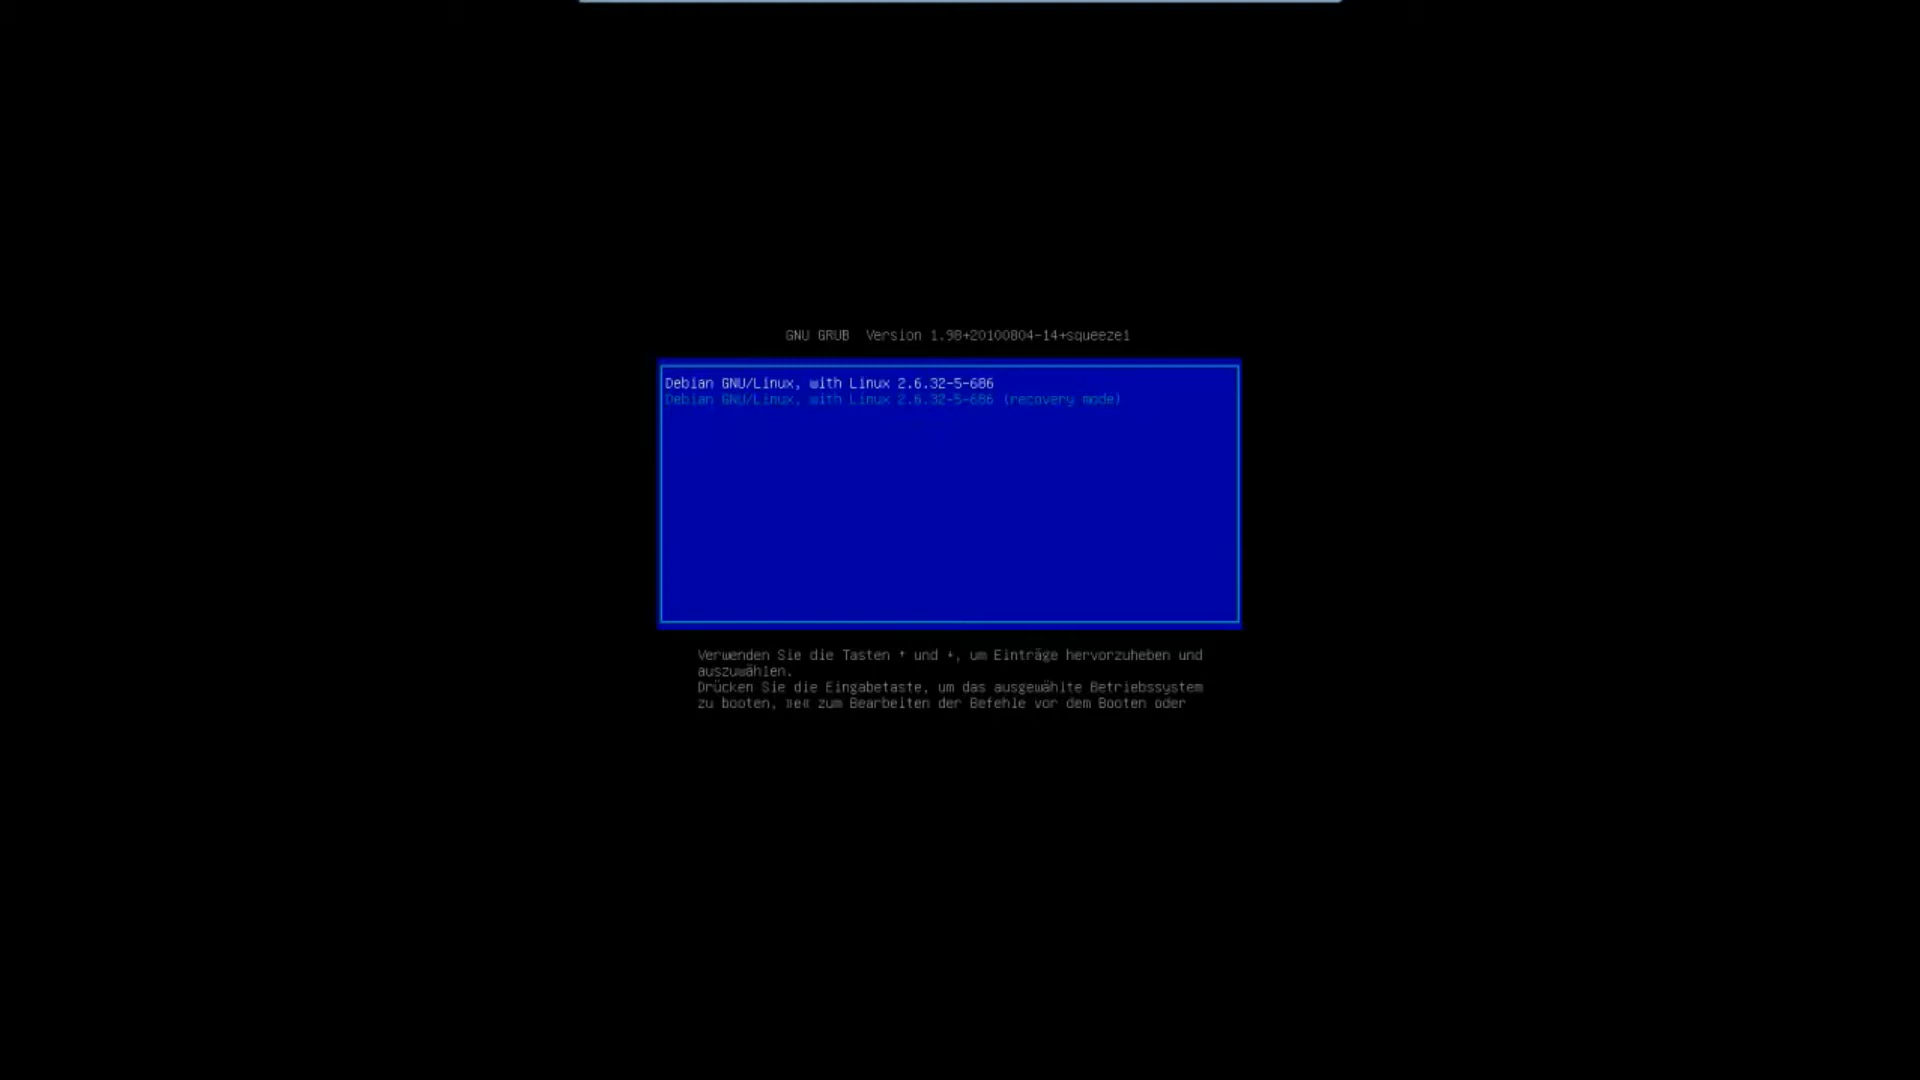 GNU GRUB  Version 1.98+20100804-14+squeeze1
Debian GNU/Linux, with Linux 2.6.32-5-686
Debian GNU/Linux, with Linux 2.6.32-5-686 (recovery mode)
Verwenden Sie die Tasten ↑ und ↓, um Einträge hervorzuheben und
auszuwählen.
Drücken Sie die Eingabetaste, um das ausgewählte Betriebssystem
zu booten, »e« zum Bearbeiten der Befehle vor dem Booten oder